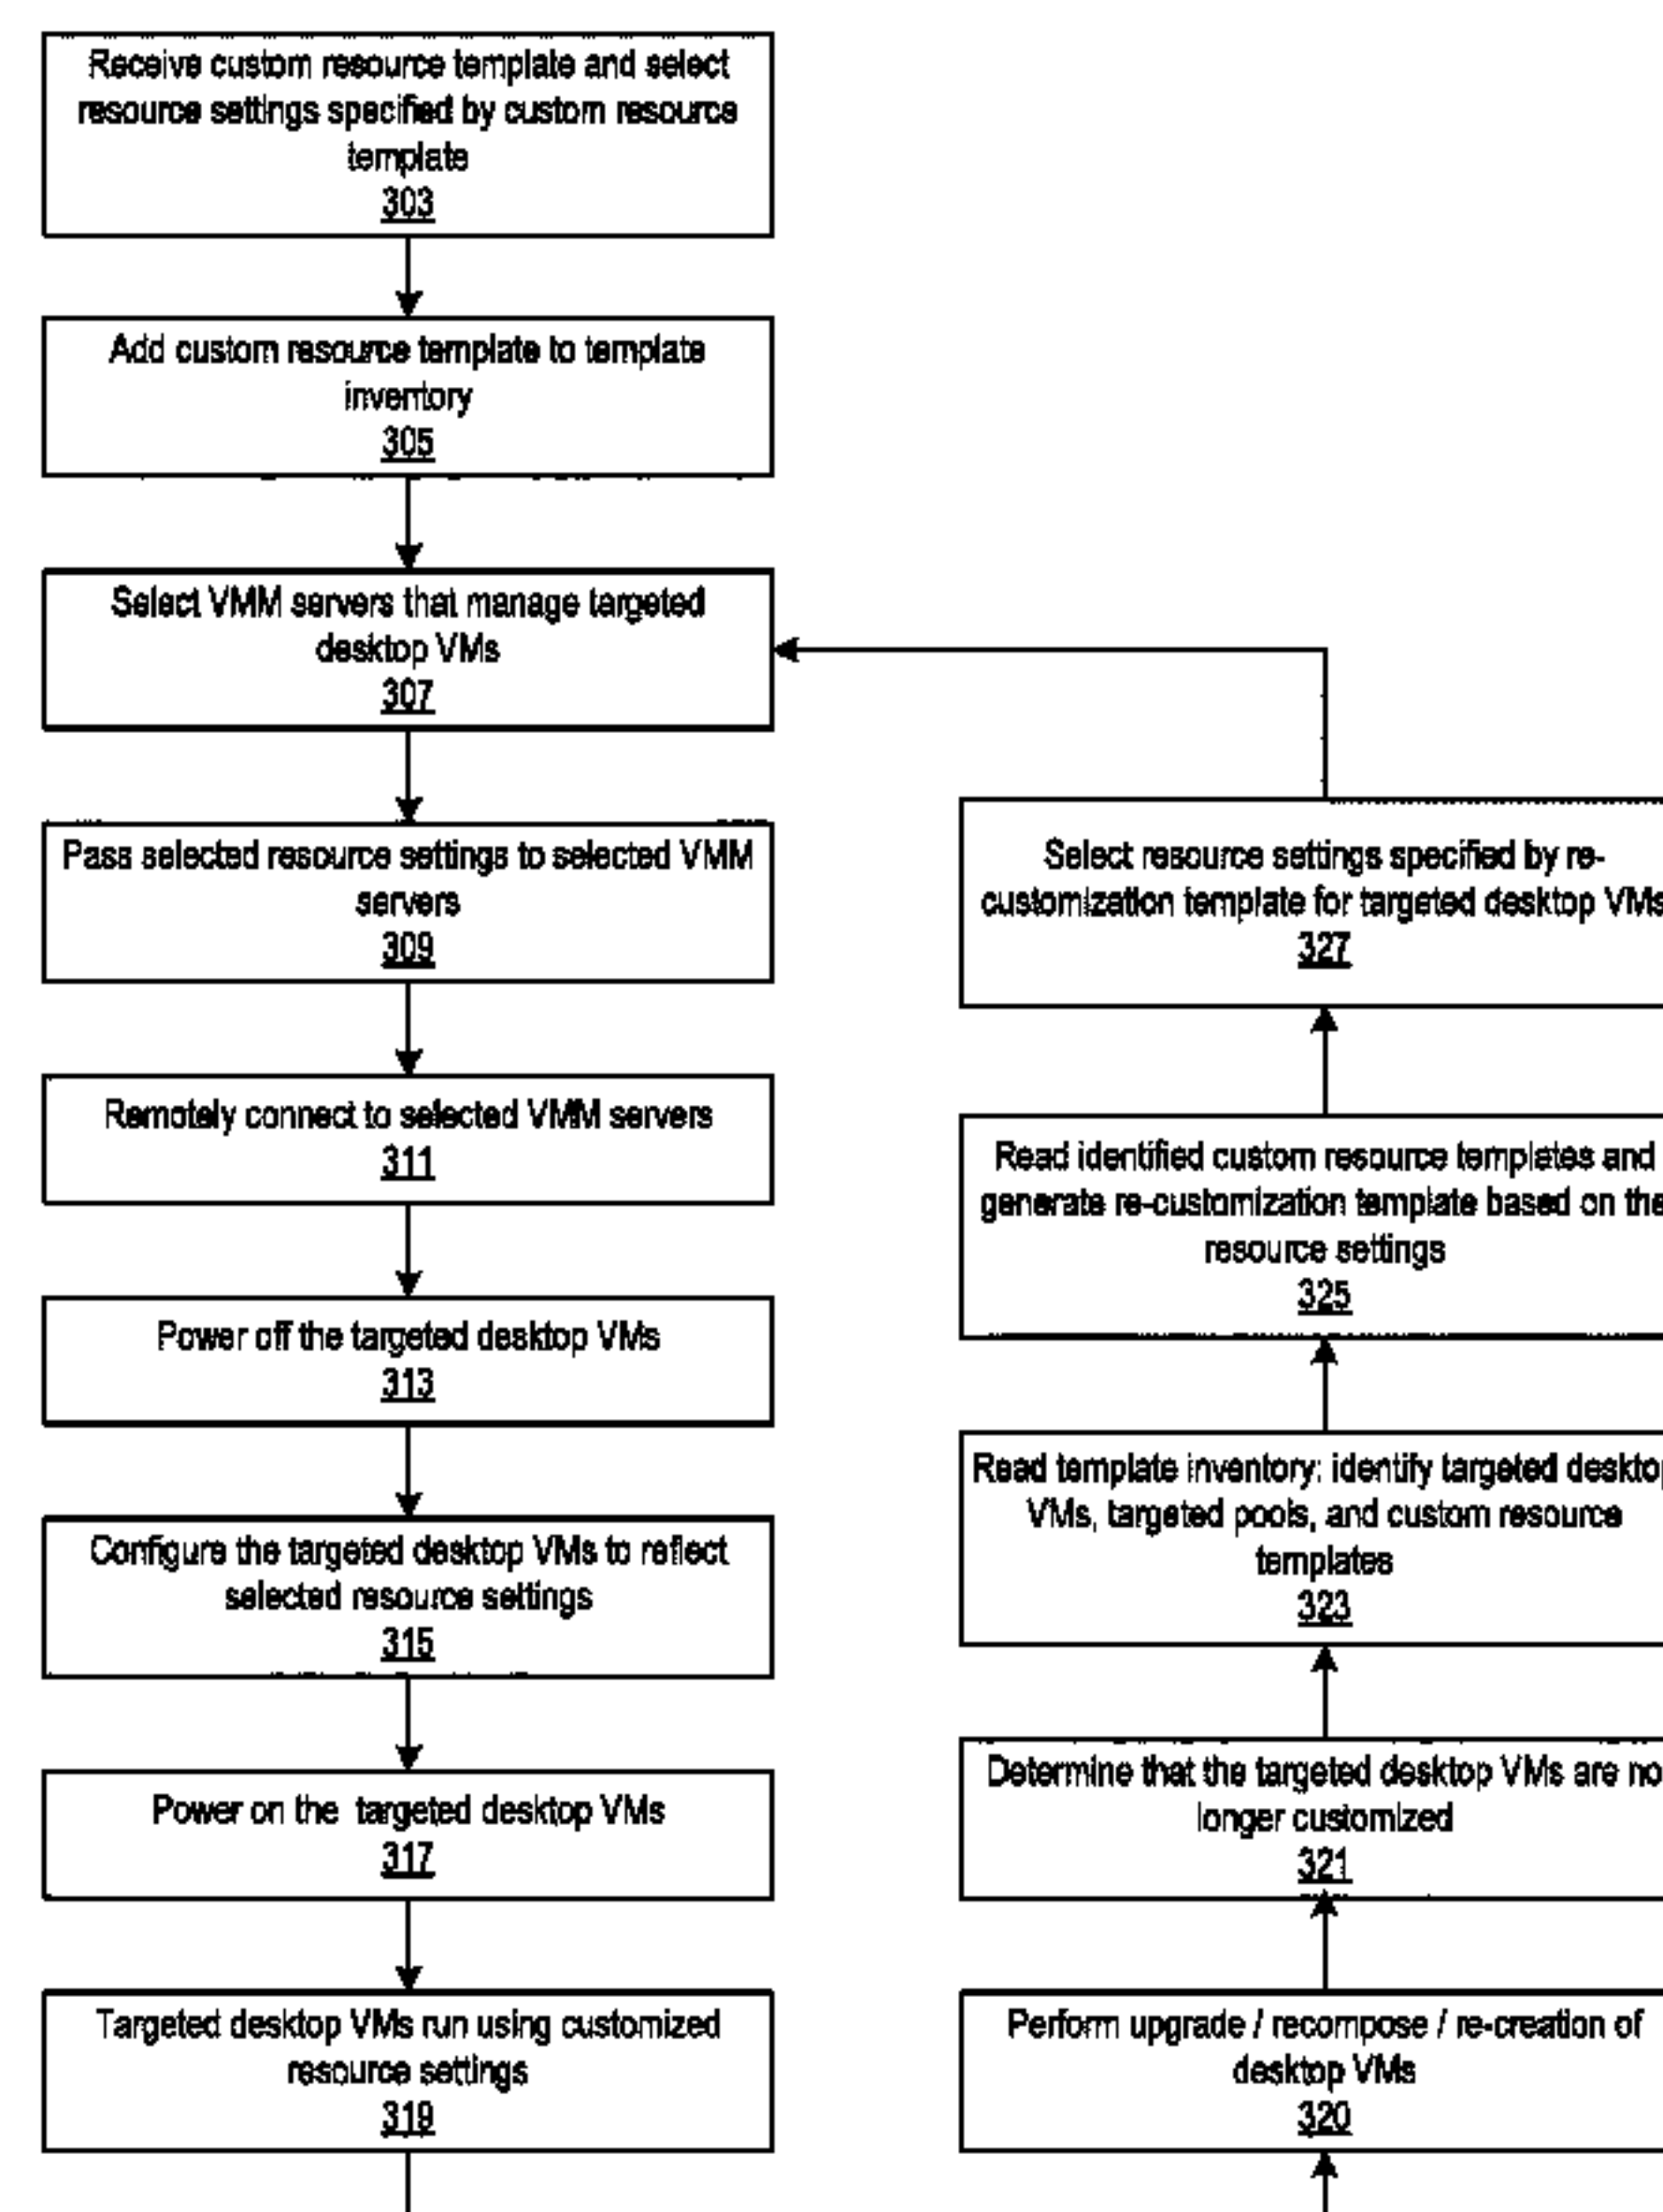 Receive custom resource template and select
resource settings specified by custom resource
template
303
Add custom resource template to template
inventory
305
Select VMM servers that manage targeted
desktop VMs
307
Pass selected resource settings to selected VMM
servers
309
Remotely connect to selected VMM servers
311
Power off the targeted desktop VMs
313
Configure the targeted desktop VMs to reflect
selected resource settings
315
Power on the targeted desktop VMs
317
Targeted desktop VMs run using customized
resource settings
319
Select resource settings specified by re-
customization template for targeted desktop VMs
327
Read identified custom resource templates and
generate re-customization template based on the
resource settings
325
Read template inventory: identify targeted desktop
VMs, targeted pools, and custom resource
templates
323
Determine that the targeted desktop VMs are no
longer customized
321
Perform upgrade / recompose / re-creation of
desktop VMs
320